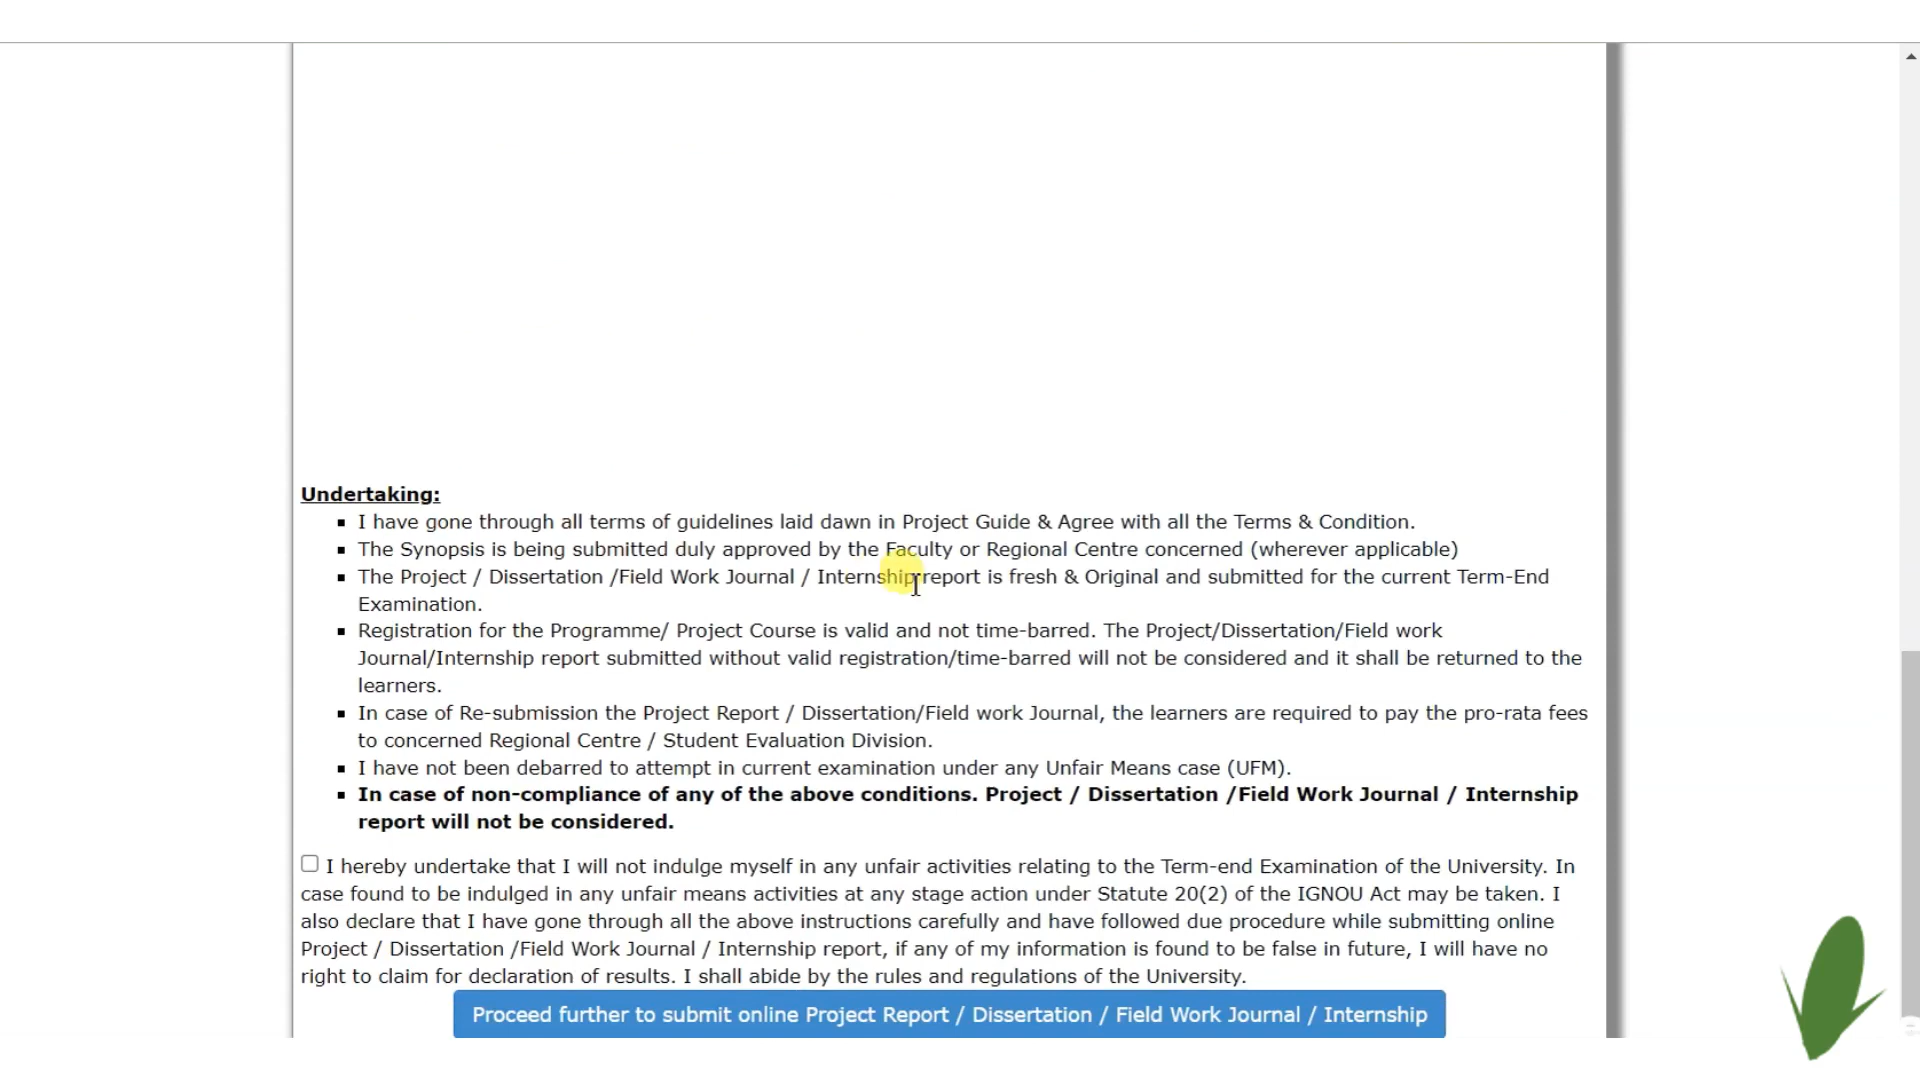 Undertaking:
▪ I have gone through all terms of guidelines laid dawn in Project Guide & Agree with all the Terms & Condition.
▪ The Synopsis is being submitted duly approved by the Faculty or Regional Centre concerned (wherever applicable)
▪ The Project / Dissertation /Field Work Journal / Internship report is fresh & Original and submitted for the current Term-End
Examination.
▪ Registration for the Programme/ Project Course is valid and not time-barred. The Project/Dissertation/Field work
Journal/Internship report submitted without valid registration/time-barred will not be considered and it shall be returned to the
learners.
▪ In case of Re-submission the Project Report / Dissertation/Field work Journal, the learners are required to pay the pro-rata fees
to concerned Regional Centre / Student Evaluation Division.
▪ I have not been debarred to attempt in current examination under any Unfair Means case (UFM).
▪ In case of non-compliance of any of the above conditions. Project / Dissertation /Field Work Journal / Internship
report will not be considered.
I hereby undertake that I will not indulge myself in any unfair activities relating to the Term-end Examination of the University. In
case found to be indulged in any unfair means activities at any stage action under Statute 20(2) of the IGNOU Act may be taken. I
also declare that I have gone through all the above instructions carefully and have followed due procedure while submitting online
Project / Dissertation /Field Work Journal / Internship report, if any of my information is found to be false in future, I will have no
right to claim for declaration of results. I shall abide by the rules and regulations of the University.
Proceed further to submit online Project Report / Dissertation / Field Work Journal / Internship